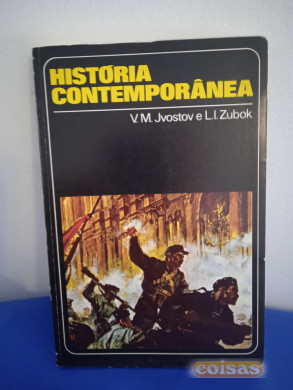 HISTÓRIA
CONTEMPORÂNEA
V. M. Jvostov e L. I. Zubok
coisas